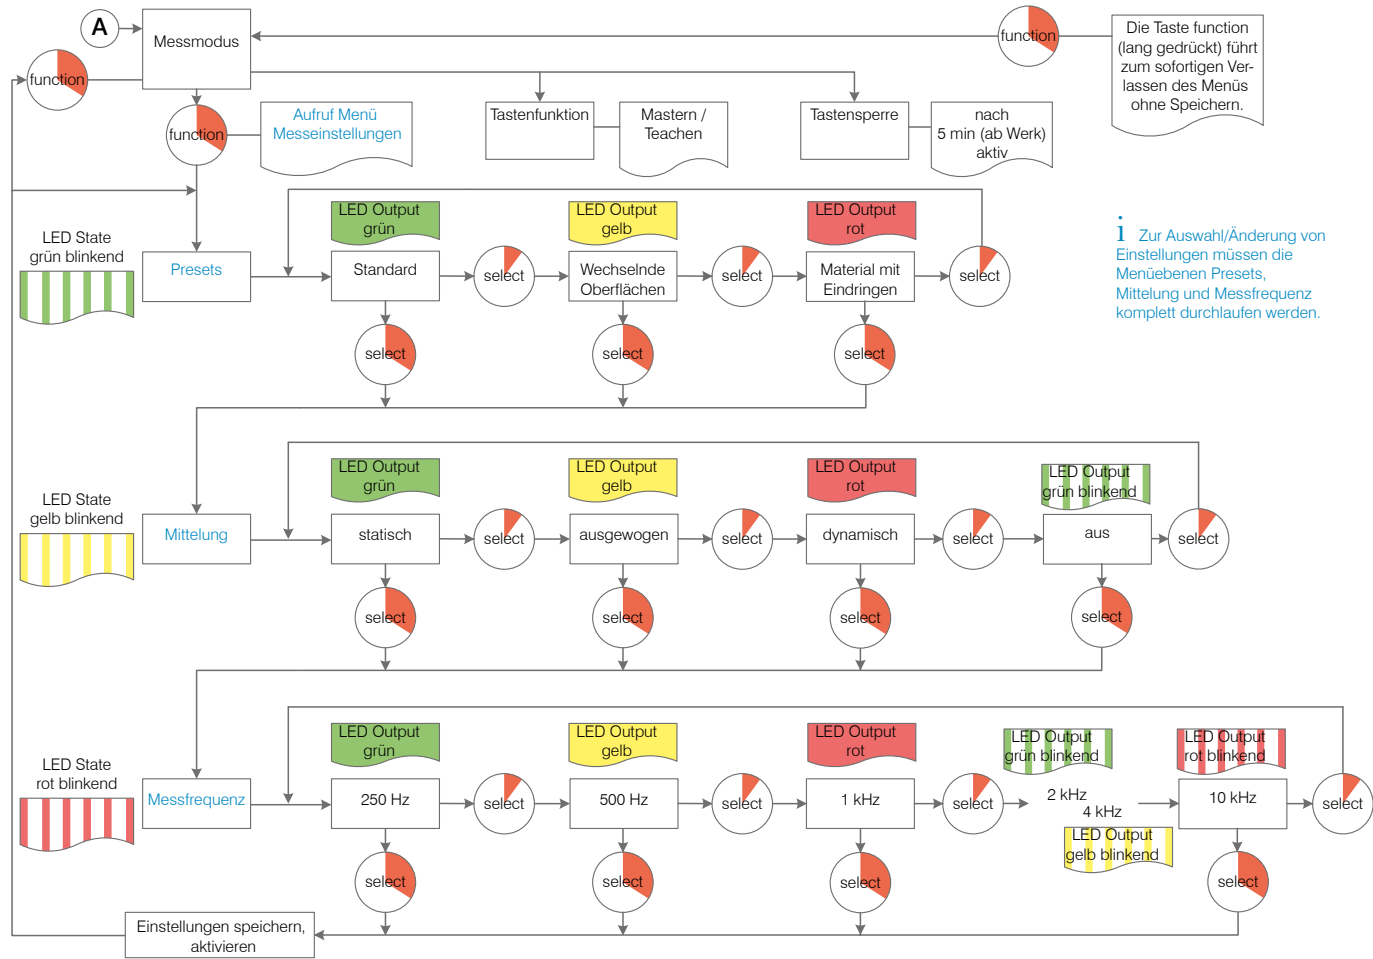 A
Messmodus
function
Die Taste function
(lang gedrückt) führt
zum sofortigen Ver-
lassen des Menüs
ohne Speichern.
function
function
Aufruf Menü
Messeinstellungen
Tastenfunktion
Mastern /
Teachen
Tastensperre
nach
5 min (ab Werk)
aktiv
LED State
grün blinkend
Presets
LED Output
grün
Standard
select
LED Output
gelb
Wechselnde
Oberflächen
select
LED Output
rot
Material mit
Eindringen
select
i Zur Auswahl/Änderung von
Einstellungen müssen die
Menüebenen Presets,
Mittelung und Messfrequenz
komplett durchlaufen werden.
select
select
select
LED State
gelb blinkend
Mittelung
LED Output
grün
statisch
select
LED Output
gelb
ausgewogen
select
LED Output
rot
dynamisch
select
LED Output
grün blinkend
aus
select
select
select
select
select
LED State
rot blinkend
Messfrequenz
LED Output
grün
250 Hz
select
LED Output
gelb
500 Hz
select
LED Output
rot
1 kHz
select
LED Output
grün blinkend
2 kHz
4 kHz
LED Output
gelb blinkend
LED Output
rot blinkend
10 kHz
select
select
select
select
select
Einstellungen speichern,
aktivieren